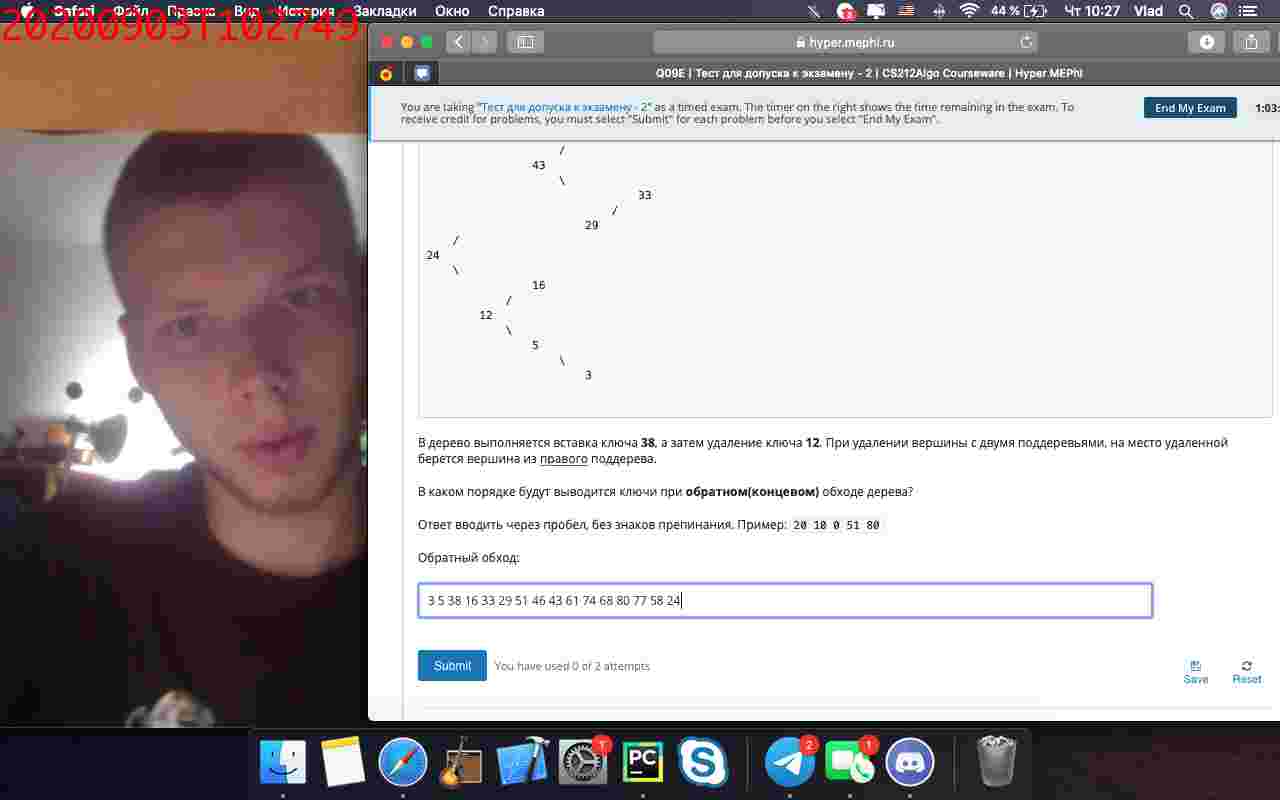 20200903T102749
Safari Файл Правка Вид История Закладки Окно Справка
44 % Чт 10:27 Vlad
hyper.mephi.ru
Q09E | Тест для допуска к экзамену - 2 | CS212Algo Courseware | Hyper.MEPhI
You are taking "Тест для допуска к экзамену - 2" as a timed exam. The timer on the right shows the time remaining in the exam. To
receive credit for problems, you must select "Submit" for each problem before you select "End My Exam".
End My Exam
1:03:
/
43
\
33
/
29
/
24
\
16
/
12
\
5
\
3
В дерево выполняется вставка ключа 38, а затем удаление ключа 12. При удалении вершины с двумя поддеревьями, на место удаленной
берется вершина из правого поддерева.
В каком порядке будут выводится ключи при обратном(концевом) обходе дерева?
Ответ вводить через пробел, без знаков препинания. Пример: 20 10 0 51 80
Обратный обход:
3 5 38 16 33 29 51 46 43 61 74 68 80 77 58 24
Submit You have used 0 of 2 attempts
Save Reset
1 PC 2 1